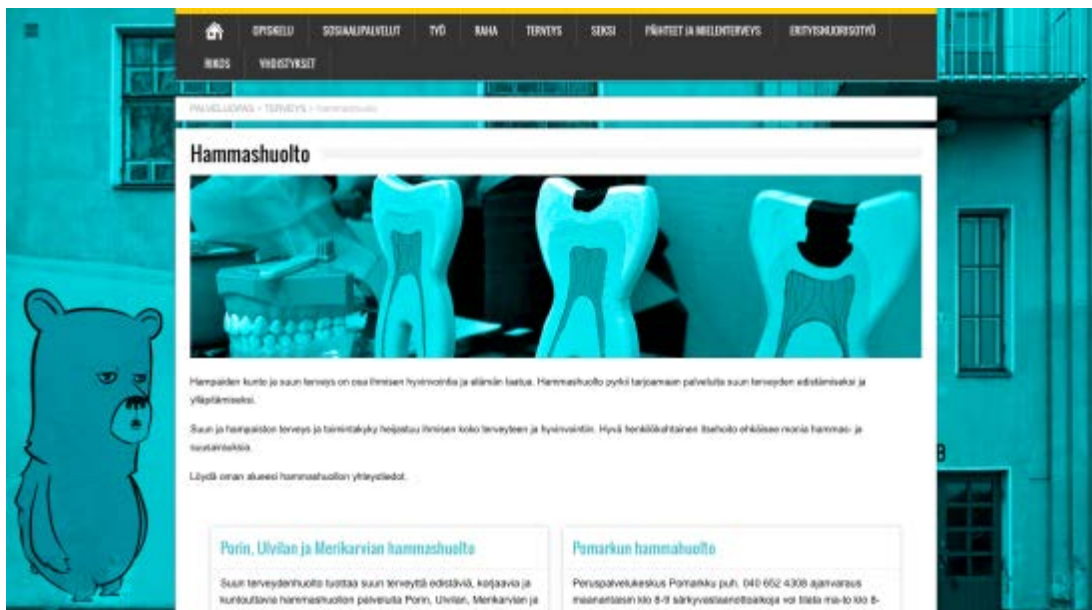 OPISKELU SOSIAALIPALVELUT TYÖ RAHA TERVEYS SEKSI PÄIHTEET JA MIELENTERVEYS ERITYISNUORISOTYÖ
RIKOS YHDISTYKSET
PALVELUOPAS > TERVEYS > Hammashuolto
Hammashuolto
Hampaiden kunto ja suun terveys on osa ihmisen hyvinvointia ja elämän laatua. Hammashuolto pyrkii tarjoamaan palveluita suun terveyden edistämiseksi ja
ylläpitämiseksi.
Suun ja hampaiston terveys ja toimintakyky heijastuu ihmisen koko terveyteen ja hyvinvointiin. Hyvä henkilökohtainen itsehoito ehkäisee monia hammas- ja
suusairauksia.
Löydä oman alueesi hammashuollon yhteystiedot.
Porin, Ulvilan ja Merikarvian hammashuolto
Suun terveydenhuolto tuottaa suun terveyttä edistäviä, korjaavia ja
kuntouttavia hammashuollon palveluita Porin, Ulvilan, Merikarvian ja
Pomarkun hammahuolto
Peruspalvelukeskus Pomarkku puh. 040 652 4308 ajanvaraus
maanantaisin klo 8-9 särkyvastaanottoaikoja voi tilata ma-to klo 8-
B